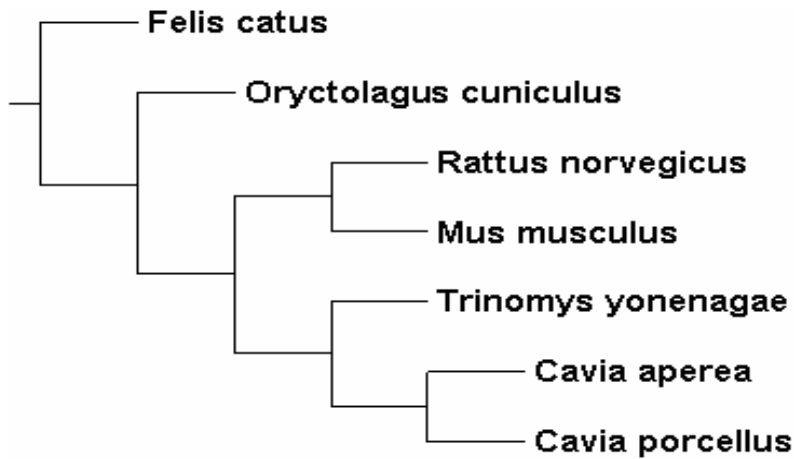 Felis catus
Oryctolagus cuniculus
Rattus norvegicus
Mus musculus
Trinomys yonenagae
Cavia aperea
Cavia porcellus